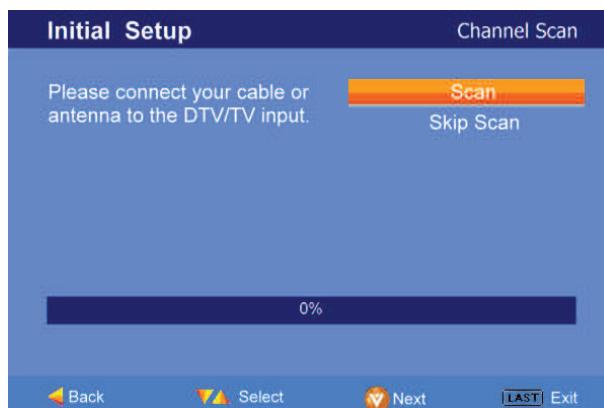 Initial Setup
Channel Scan
Please connect your cable or
antenna to the DTV/TV input.
Scan
Skip Scan
0%
Back
Select
Next
LAST Exit